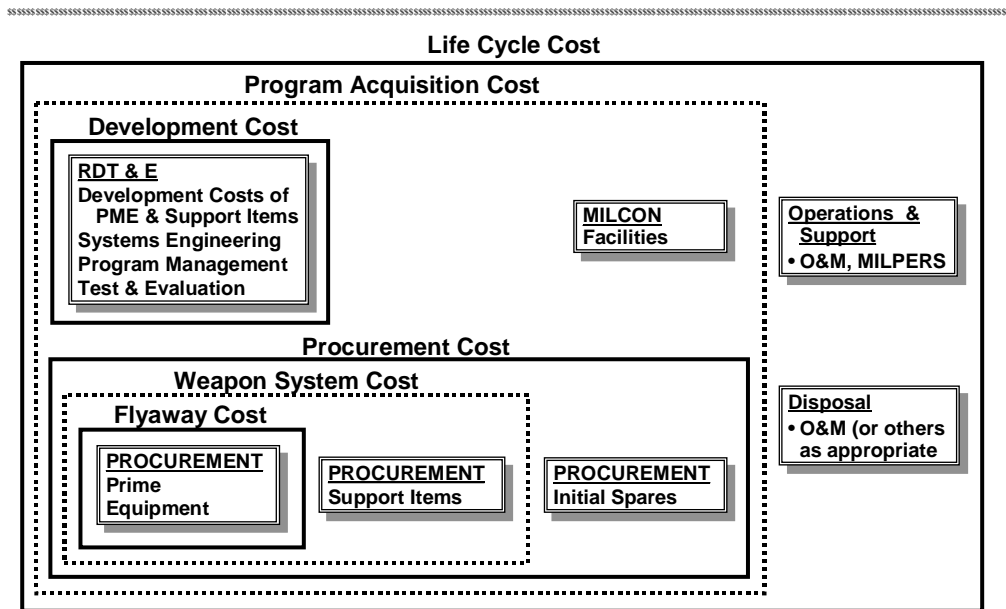 $$$$$$$$$$$$$$$$$$$$$$$$$$$$$$$$$$$$$$$$$$$$$$$$$$$$$$$$$$$$$$$$$$$$$$$$$$$$$$$$$$$$$$$$$$$$$$$$$$$$$$$$$$$$$$$$$$$$$$$$$$$$$$$$$$$$$$$$$$$$$$$$$$$$$$$$$$$$$$$$$$$$$$$$$$$$$$$$
Life Cycle Cost
Program Acquisition Cost
Development Cost
RDT & E
Development Costs of
PME & Support Items
Systems Engineering
Program Management
Test & Evaluation
MILCON
Facilities
Operations &
Support
• O&M, MILPERS
Procurement Cost
Weapon System Cost
Flyaway Cost
PROCUREMENT
Prime
Equipment
PROCUREMENT
Support Items
PROCUREMENT
Initial Spares
Disposal
• O&M (or others
as appropriate